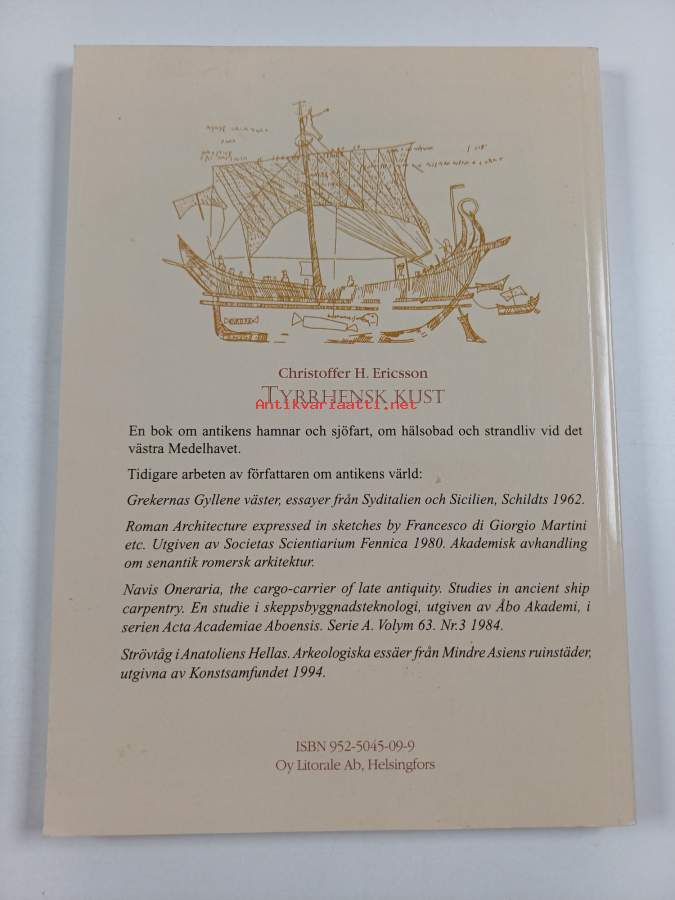 Christoffer H. Ericsson
TYRRHENSK KUST
Antikvariaatti.net
En bok om antikens hamnar och sjöfart, om hälsobad och strandliv vid det
västra Medelhavet.
Tidigare arbeten av författaren om antikens värld:
Grekernas Gyllene väster, essayer från Syditalien och Sicilien, Schildts 1962.
Roman Architecture expressed in sketches by Francesco di Giorgio Martini
etc. Utgiven av Societas Scientiarium Fennica 1980. Akademisk avhandling
om senantik romersk arkitektur.
Navis Oneraria, the cargo-carrier of late antiquity. Studies in ancient ship
carpentry. En studie i skeppsbyggnadsteknologi, utgiven av Åbo Akademi, i
serien Acta Academiae Aboensis. Serie A. Volym 63. Nr.3 1984.
Strövtåg i Anatoliens Hellas. Arkeologiska essäer från Mindre Asiens ruinstäder,
utgivna av Konstsamfundet 1994.
ISBN 952-5045-09-9
Oy Litorale Ab, Helsingfors